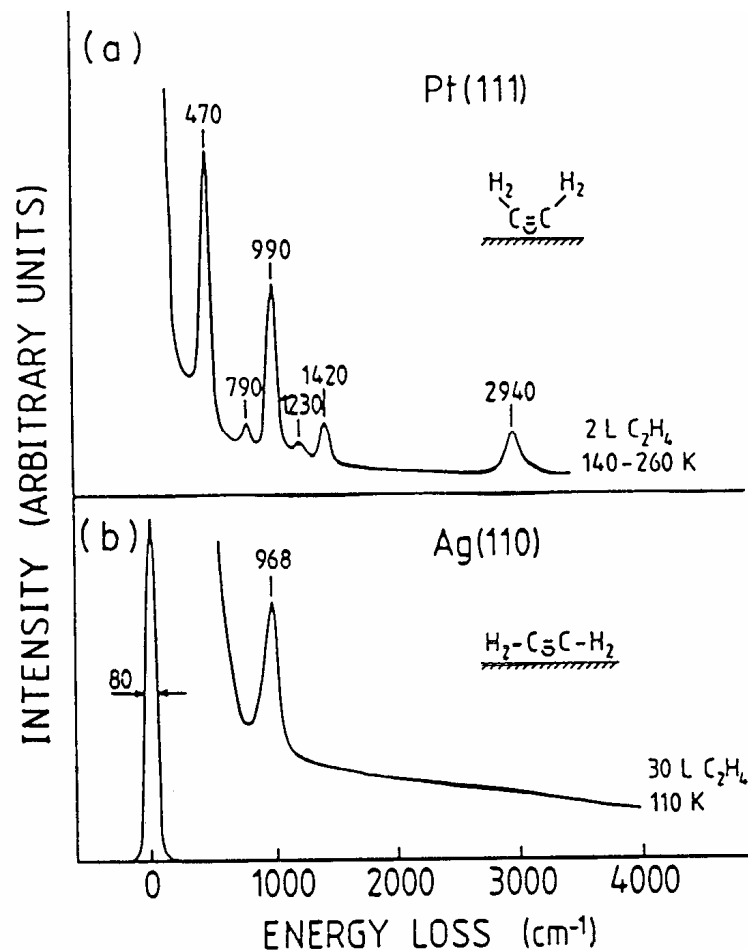 (a)
Pt(111)
470
790
990
1230
1420
2940
H₂ H₂
C C
2 L C₂H₄
140-260 K
(b)
Ag(110)
968
80
H₂-C C-H₂
30 L C₂H₄
110 K
0 1000 2000 3000 4000
ENERGY LOSS (cm⁻¹)
INTENSITY (ARBITRARY UNITS)